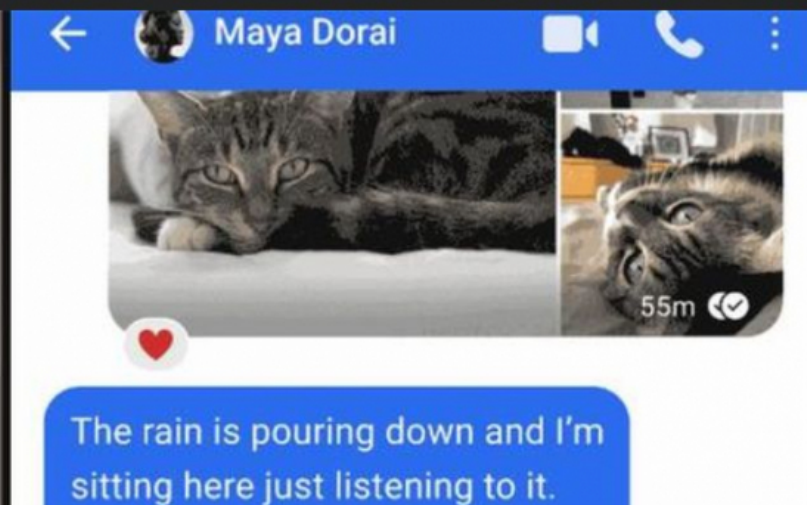 Maya Dorai
55m
The rain is pouring down and I'm
sitting here just listening to it.